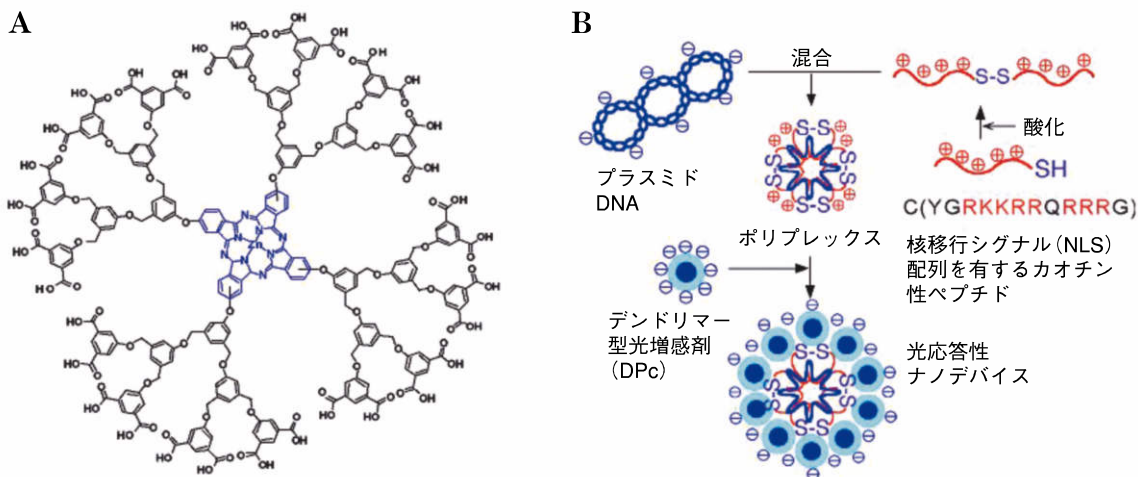 A
B
混合
S-S
酸化
SH
プラスミド
DNA
C(YGRKKRRQRRRG)
ポリプレックス
核移行シグナル(NLS)
配列を有するカオチン
性ペプチド
デンドリマー
型光増感剤
(DPc)
光応答性
ナノデバイス
S-S
S-S
S-S
S-S
S-S
S-S
S-S
S-S